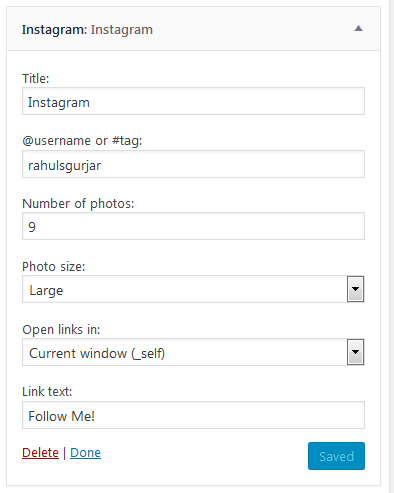 Instagram: Instagram
Title:
Instagram
@username or #tag:
rahulsgurjar
Number of photos:
9
Photo size:
Large
Open links in:
Current window (_self)
Link text:
Follow Me!
Delete | Done
Saved